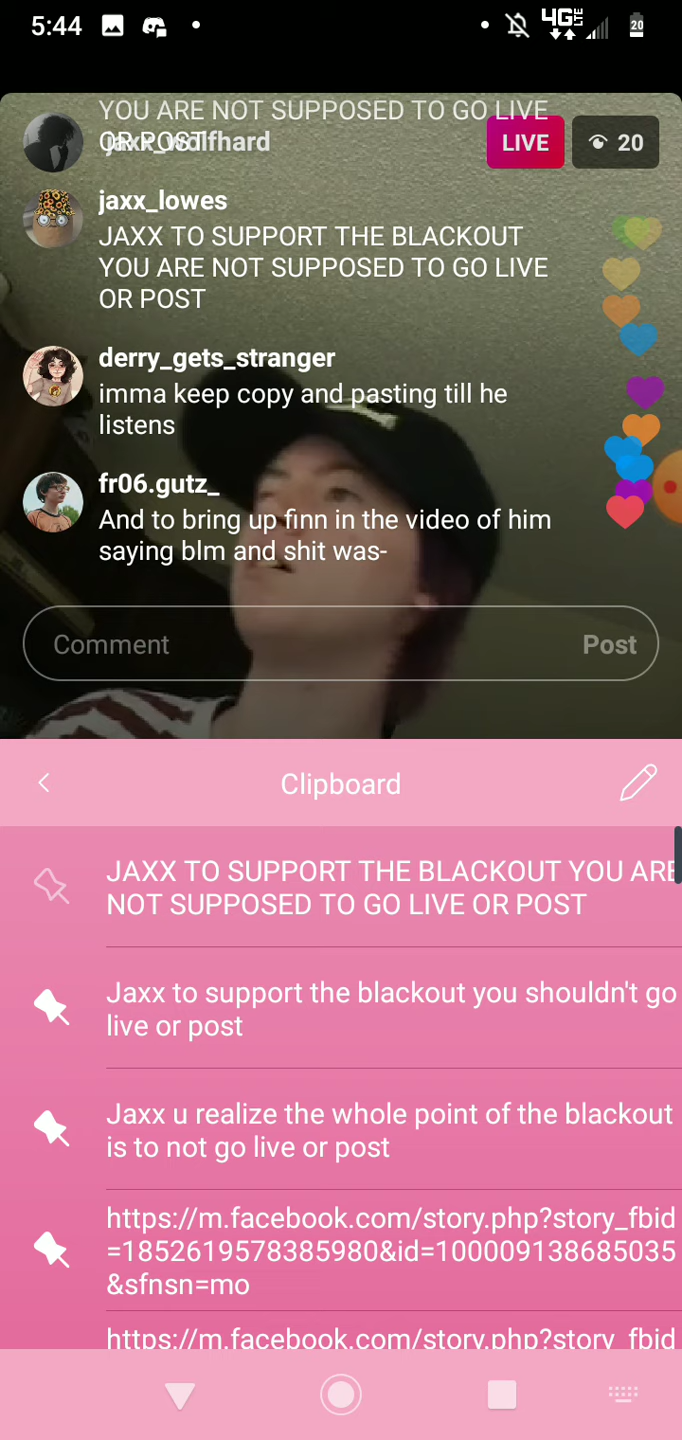 5:44
4G LTE
20
YOU ARE NOT SUPPOSED TO GO LIVE
OR POST
jaxx_wolfhard
LIVE
20
jaxx_lowes
JAXX TO SUPPORT THE BLACKOUT
YOU ARE NOT SUPPOSED TO GO LIVE
OR POST
derry_gets_stranger
imma keep copy and pasting till he
listens
fr06.gutz_
And to bring up finn in the video of him
saying blm and shit was-
Comment
Post
Clipboard
JAXX TO SUPPORT THE BLACKOUT YOU ARE
NOT SUPPOSED TO GO LIVE OR POST
Jaxx to support the blackout you shouldn't go
live or post
Jaxx u realize the whole point of the blackout
is to not go live or post
https://m.facebook.com/story.php?story_fbid
=1852619578385980&id=100009138685035
&sfnsn=mo
https://m.facebook.com/story.php?story_fbid